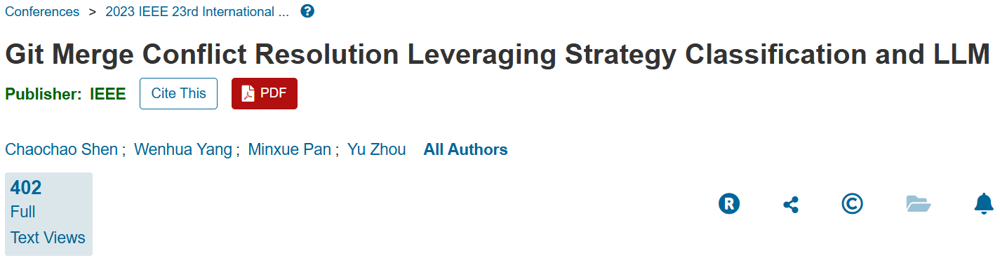 Conferences > 2023 IEEE 23rd International ... ?
Git Merge Conflict Resolution Leveraging Strategy Classification and LLM
Publisher: IEEE Cite This PDF
Chaochao Shen ; Wenhua Yang ; Minxue Pan ; Yu Zhou All Authors
402
Full
Text Views
R ©